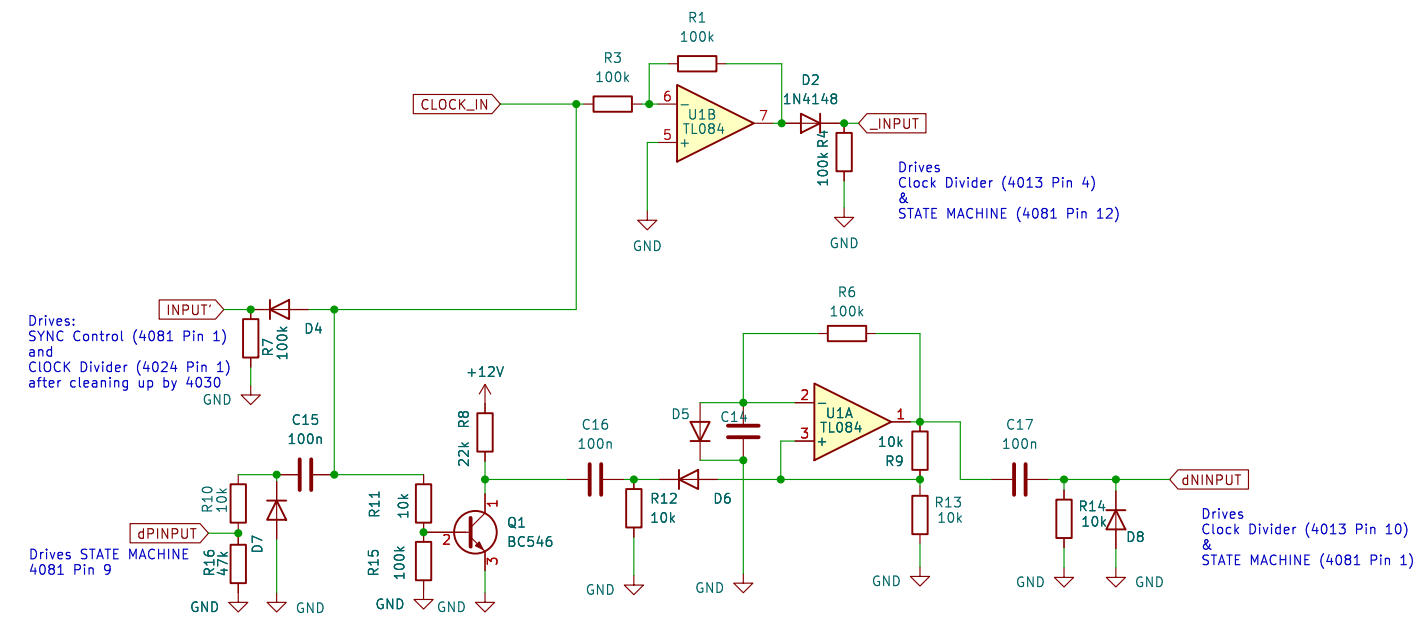 R1
100k
R3
100k
D2
1N4148
CLOCK_IN
6
5
U1B
TL084
7
_INPUT
R4
100k
GND
GND
Drives
Clock Divider (4013 Pin 4)
&
STATE MACHINE (4081 Pin 12)
INPUT'
D4
R7
100k
GND
Drives:
SYNC Control (4081 Pin 1)
and
ClOCK Divider (4024 Pin 1)
after cleaning up by 4030
+12V
R8
22k
C15
100n
R10
10k
R11
10k
dPINPUT
Drives STATE MACHINE
4081 Pin 9
R16
47k
D7
R15
100k
1
2
3
Q1
BC546
GND
GND
GND
GND
C16
100n
R12
10k
GND
D5
C14
D6
GND
R6
100k
2
3
U1A
TL084
1
10k
R9
R13
10k
GND
C17
100n
R14
10k
D8
GND
GND
dNINPUT
Drives
Clock Divider (4013 Pin 10)
&
STATE MACHINE (4081 Pin 1)